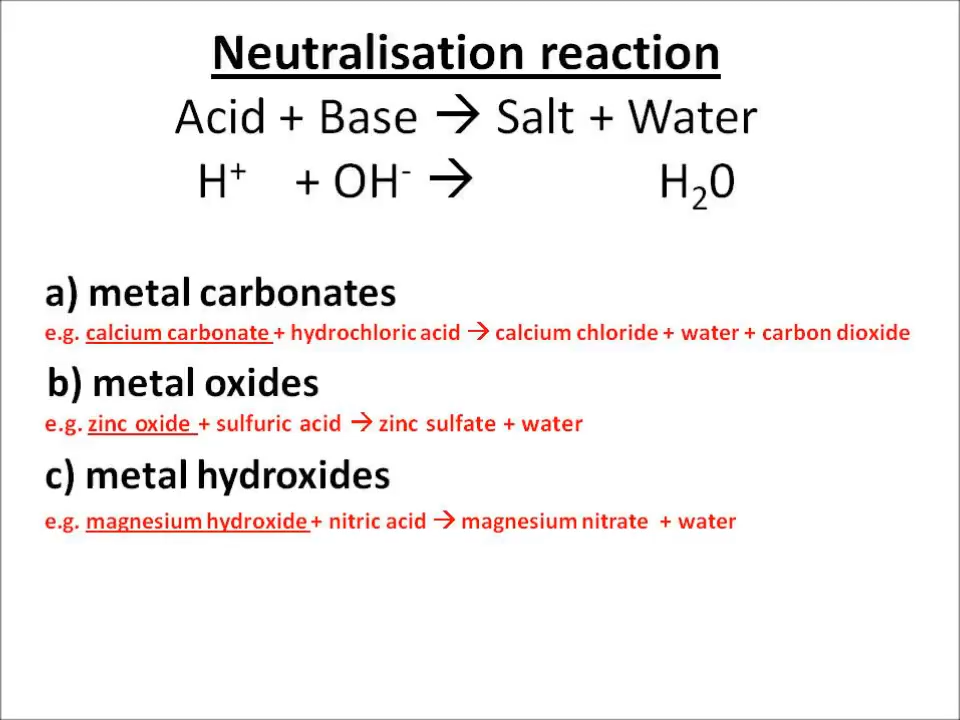 Neutralisation reaction
Acid + Base → Salt + Water
H⁺ + OH⁻ → H₂0
a) metal carbonates
e.g. calcium carbonate + hydrochloric acid → calcium chloride + water + carbon dioxide
b) metal oxides
e.g. zinc oxide + sulfuric acid → zinc sulfate + water
c) metal hydroxides
e.g. magnesium hydroxide + nitric acid → magnesium nitrate + water